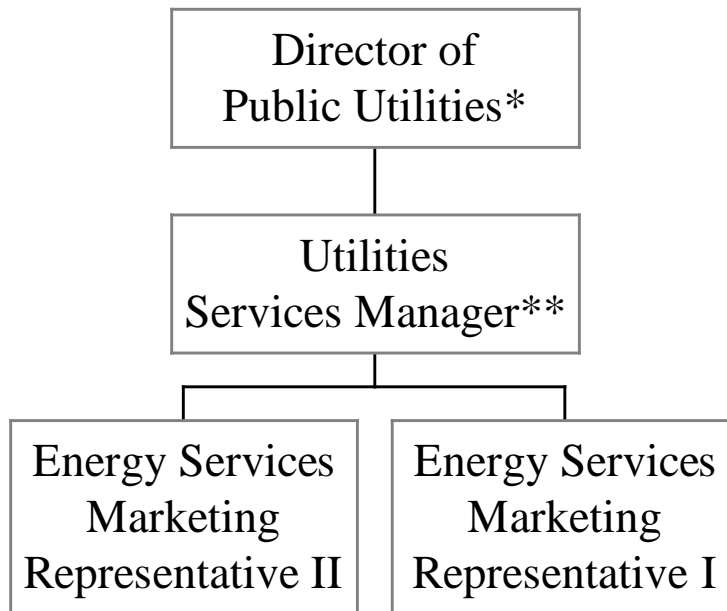 Director of
Public Utilities*
Utilities
Services Manager**
Energy Services
Marketing
Representative II
Energy Services
Marketing
Representative I